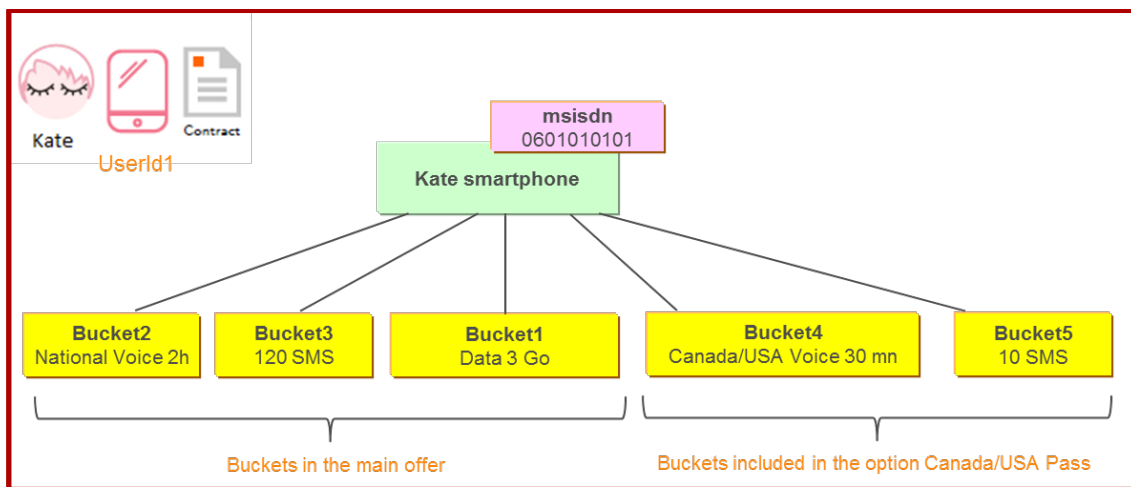 Kate
Contract
UserId1
msisdn
0601010101
Kate smartphone
Bucket2
National Voice 2h
Bucket3
120 SMS
Bucket1
Data 3 Go
Bucket4
Canada/USA Voice 30 mn
Bucket5
10 SMS
Buckets in the main offer
Buckets included in the option Canada/USA Pass